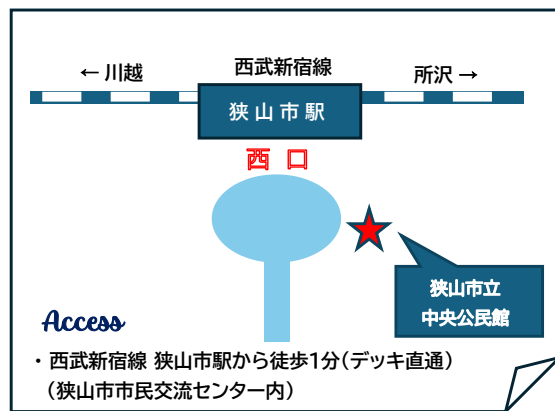 西武新宿線
← 川越
所沢 →
狭山市駅
西口
狭山市立
中央公民館
Access
・ 西武新宿線 狭山市駅から徒歩1分(デッキ直通)
(狭山市市民交流センター内)